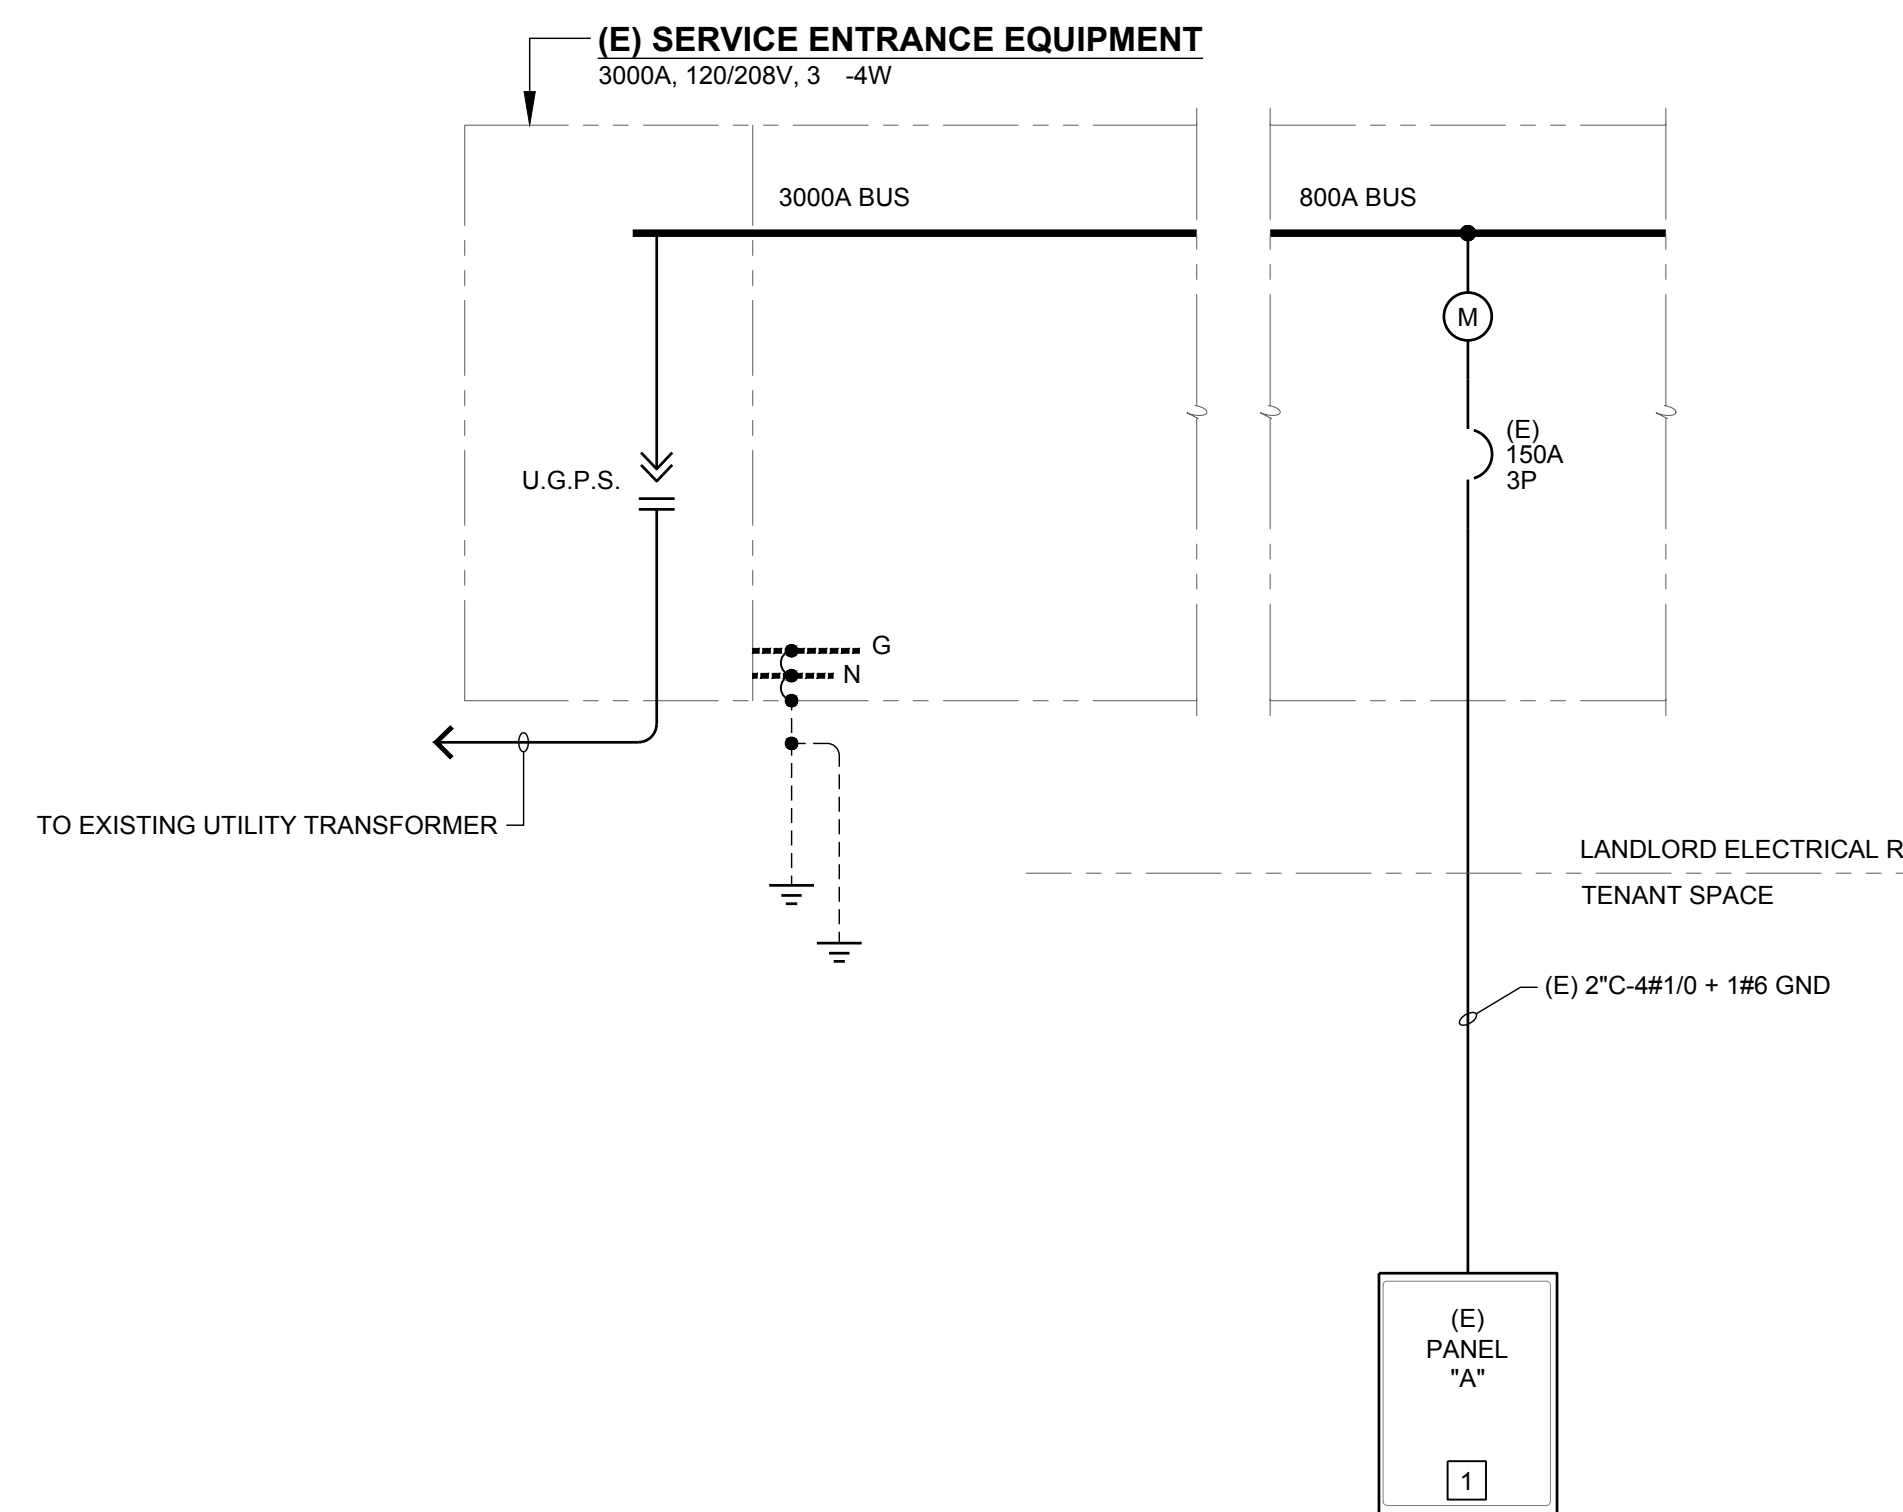 (E) SERVICE ENTRANCE EQUIPMENT
3000A, 120/208V, 3 -4W
3000A BUS
800A BUS
M
(E)
150A
3P
U.G.P.S.
G
N
TO EXISTING UTILITY TRANSFORMER
LANDLORD ELECTRICAL R
TENANT SPACE
(E) 2"C-4#1/0 + 1#6 GND
(E)
PANEL
"A"
1